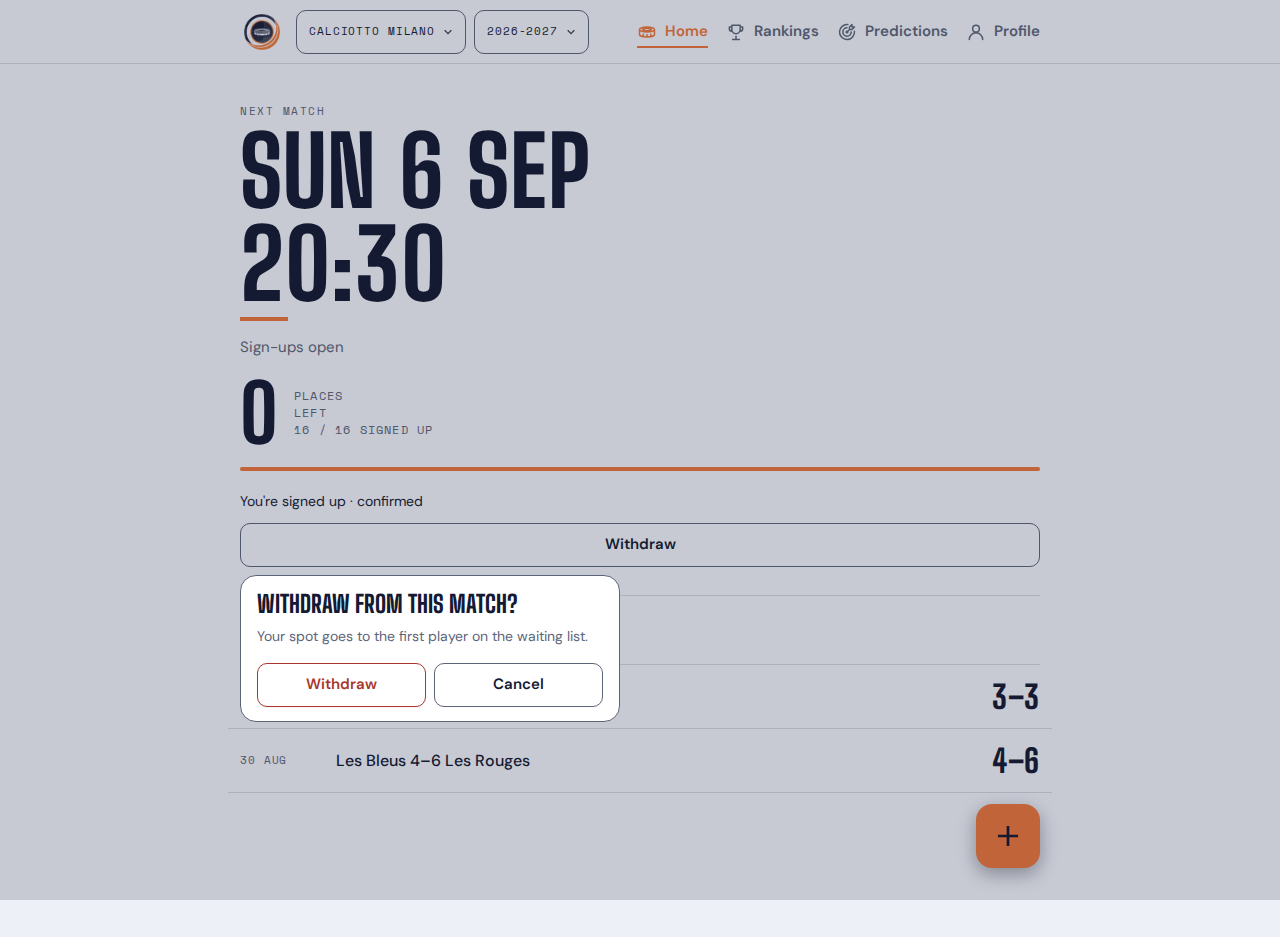 CALCIOTTO MILANO
2026-2027
Home
Rankings
Predictions
Profile
NEXT MATCH
SUN 6 SEP
20:30
Sign-ups open
0
PLACES
LEFT
16 / 16 SIGNED UP
You're signed up · confirmed
Withdraw
WITHDRAW FROM THIS MATCH?
Your spot goes to the first player on the waiting list.
Withdraw
Cancel
3–3
30 AUG
Les Bleus 4–6 Les Rouges
4–6